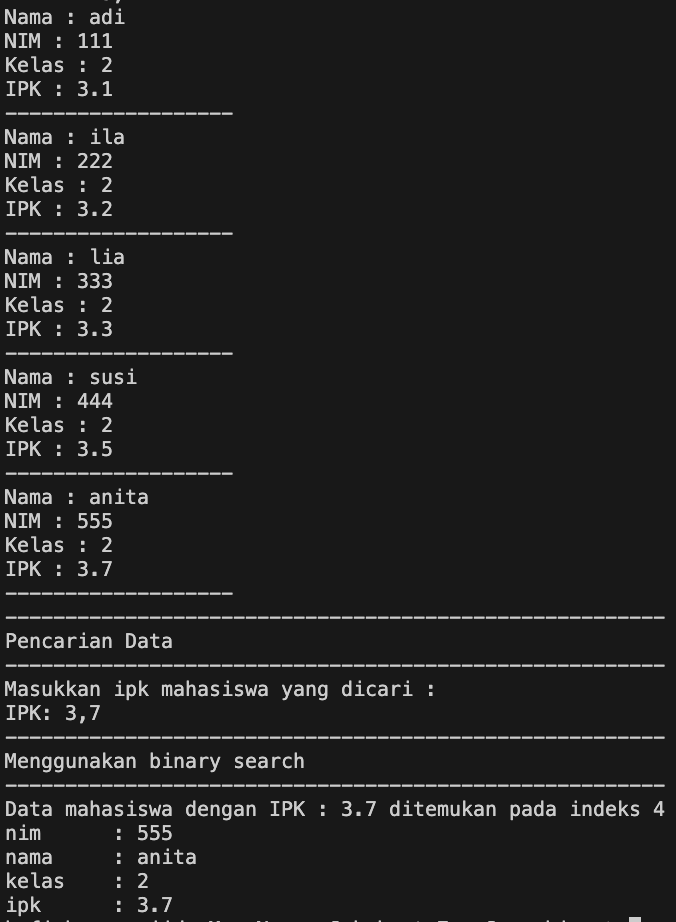 Nama : adi
NIM : 111
Kelas : 2
IPK : 3.1
-------------------
Nama : ila
NIM : 222
Kelas : 2
IPK : 3.2
-------------------
Nama : lia
NIM : 333
Kelas : 2
IPK : 3.3
-------------------
Nama : susi
NIM : 444
Kelas : 2
IPK : 3.5
-------------------
Nama : anita
NIM : 555
Kelas : 2
IPK : 3.7
-------------------
-------------------------------------------------------
Pencarian Data
-------------------------------------------------------
Masukkan ipk mahasiswa yang dicari :
IPK: 3,7
-------------------------------------------------------
Menggunakan binary search
-------------------------------------------------------
Data mahasiswa dengan IPK : 3.7 ditemukan pada indeks 4
nim      : 555
nama     : anita
kelas    : 2
ipk      : 3.7